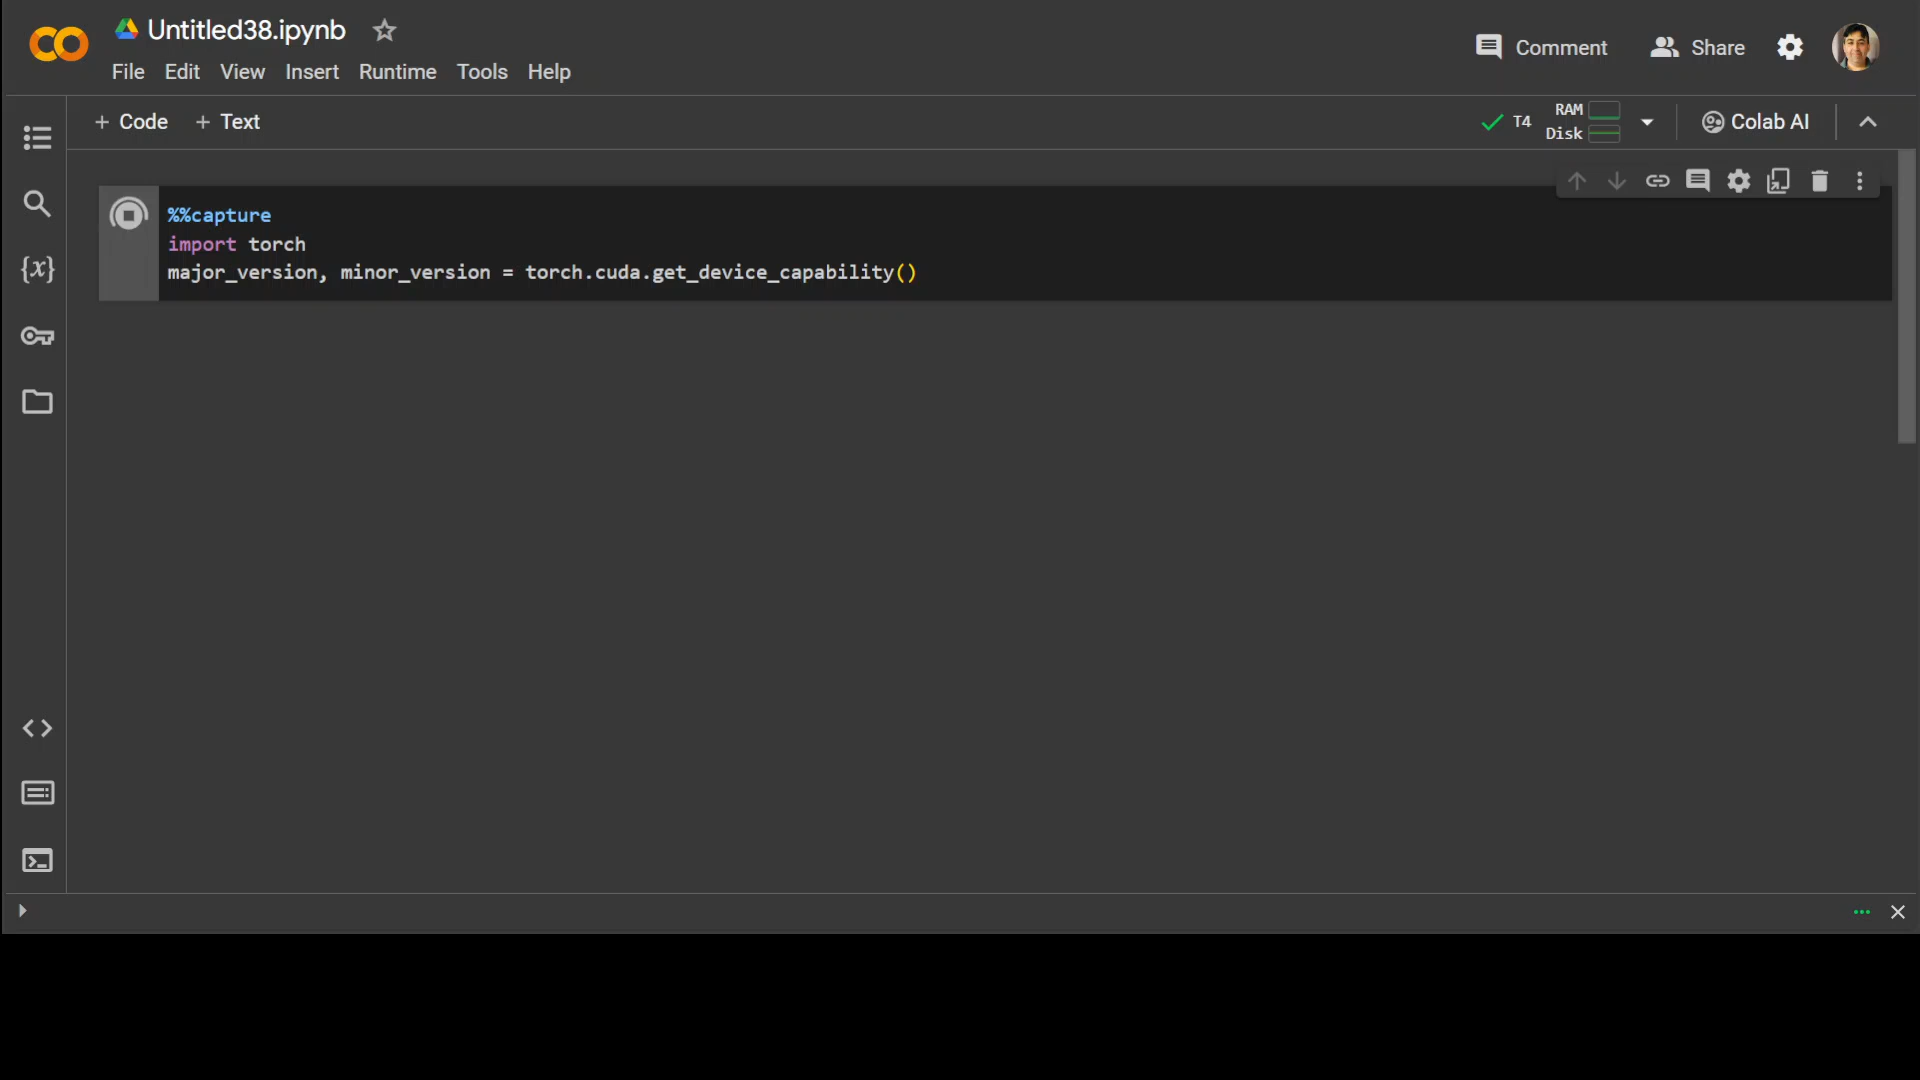 Untitled38.ipynb
File Edit View Insert Runtime Tools Help
Comment Share
+ Code + Text
T4 RAM Disk
Colab AI
%%capture
import torch
major_version, minor_version = torch.cuda.get_device_capability()